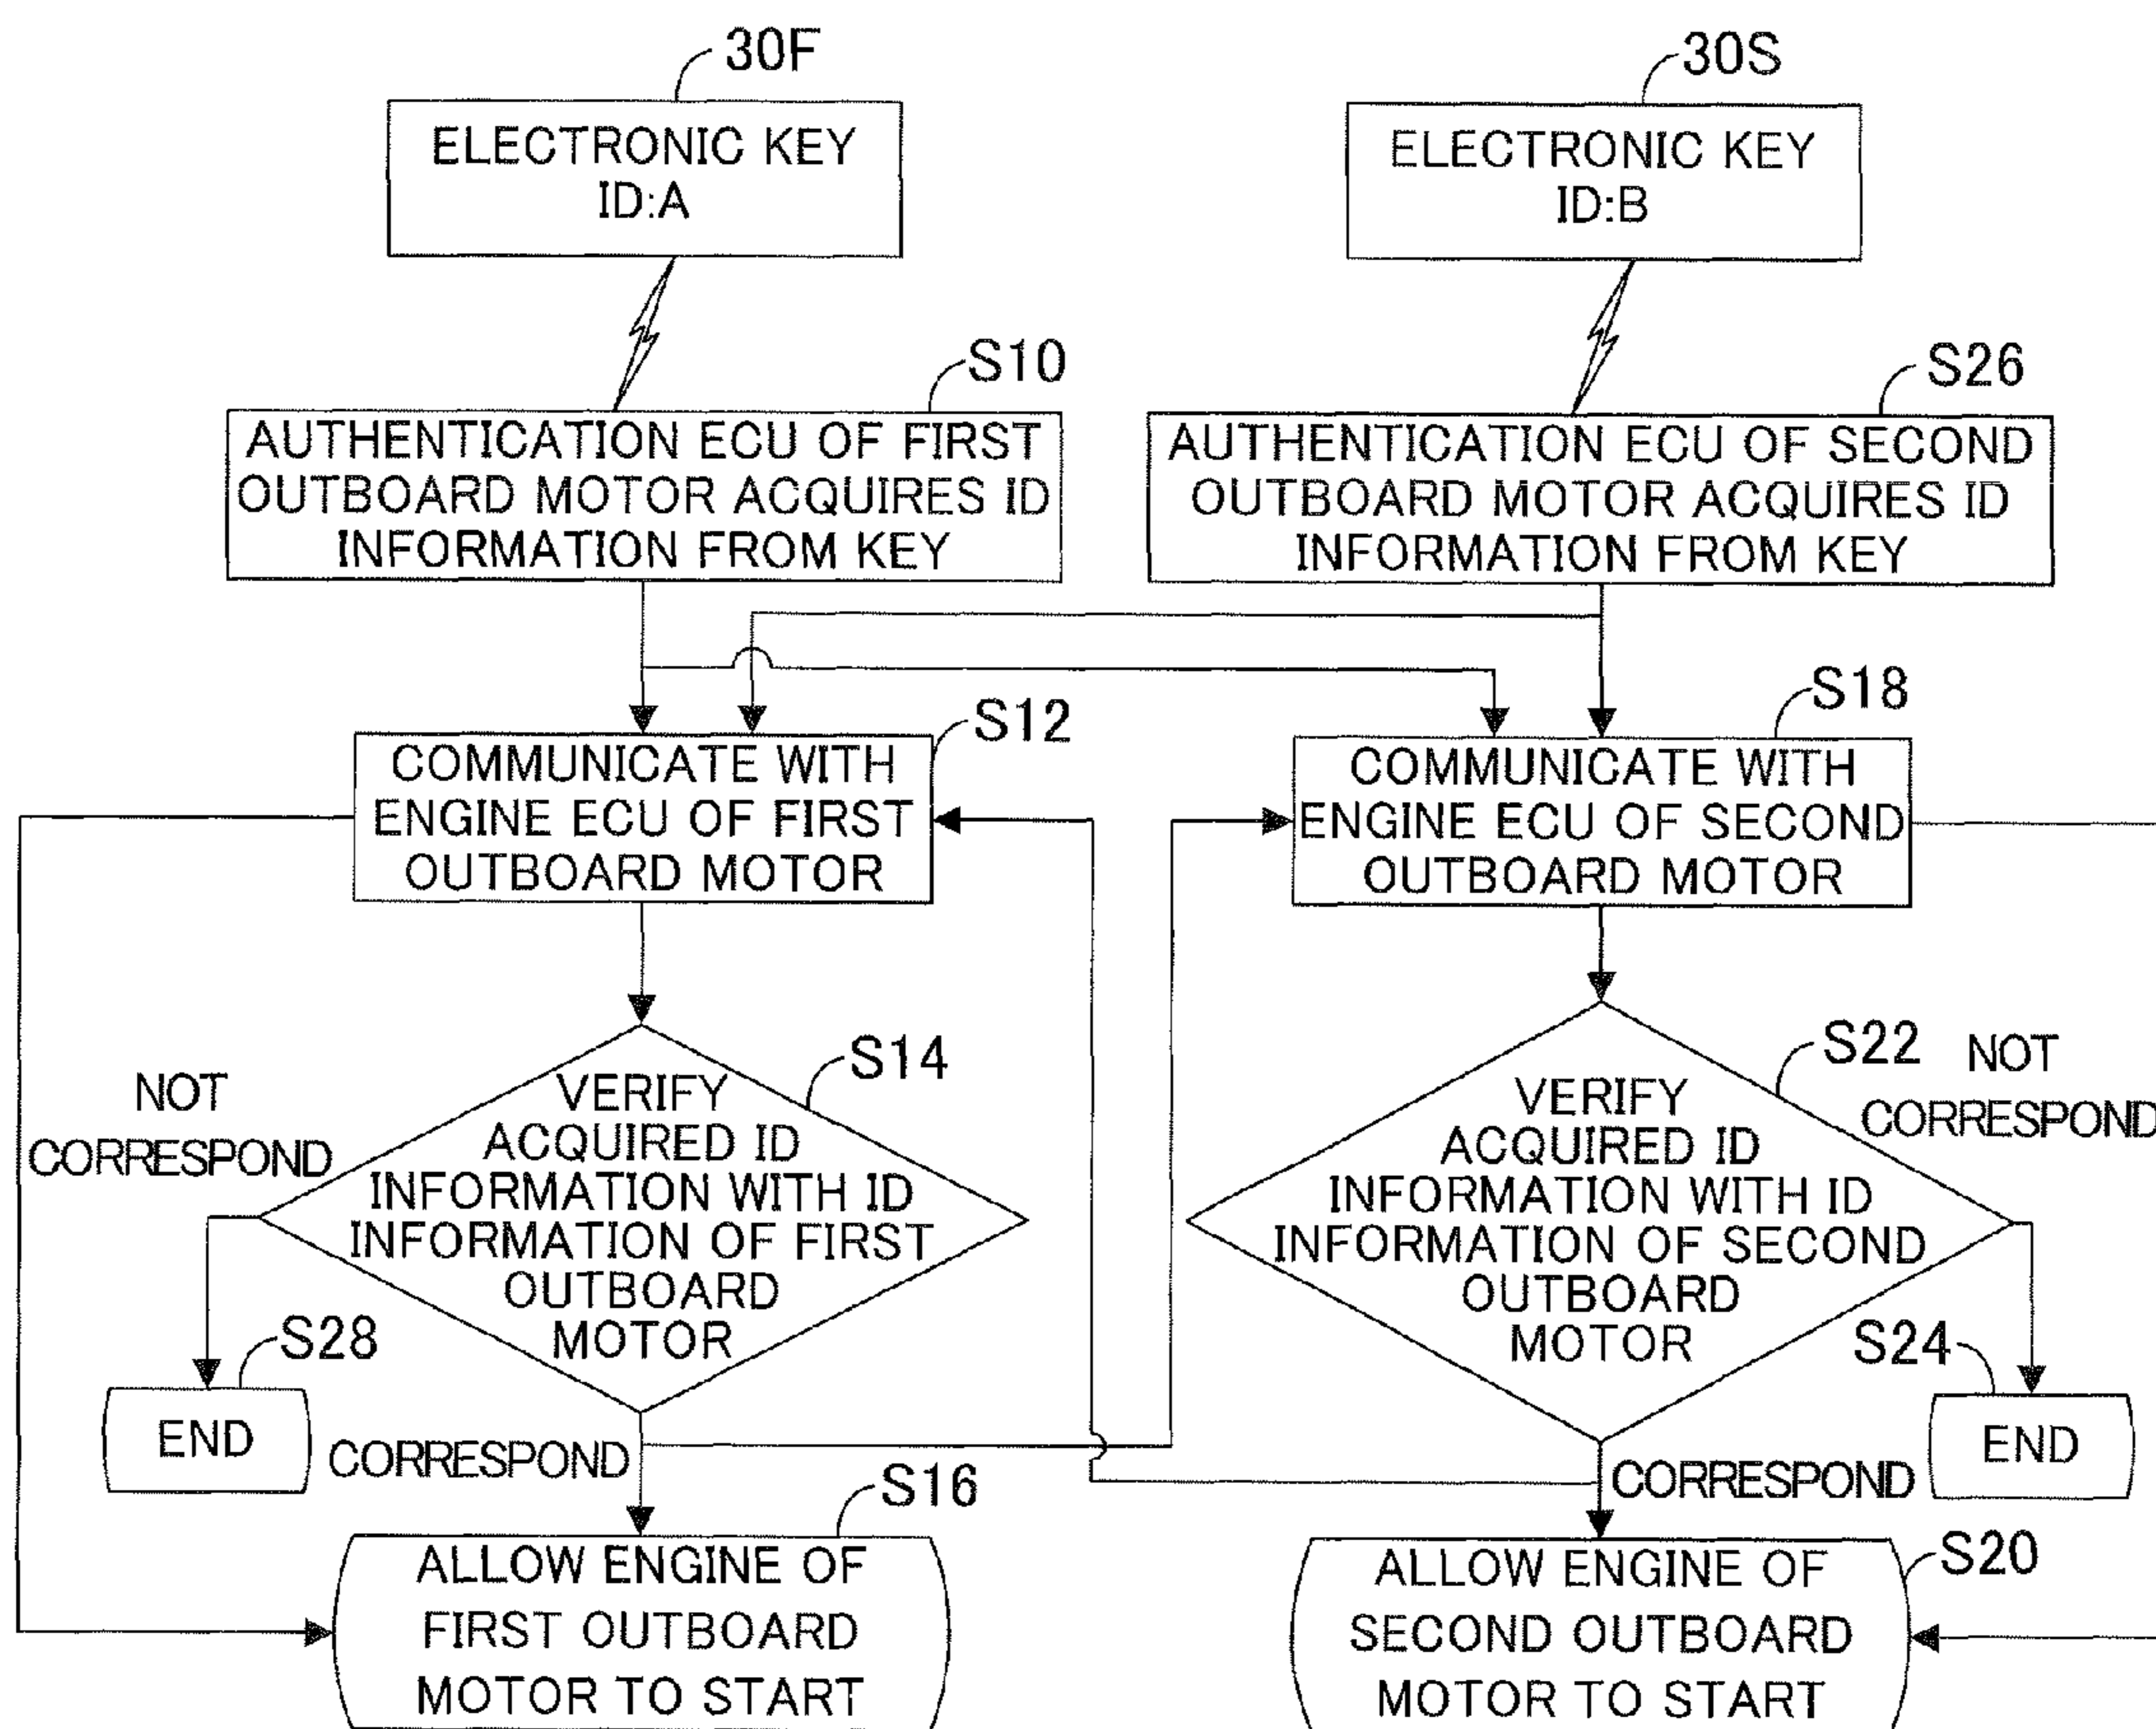 30F
ELECTRONIC KEY
ID:A
30S
ELECTRONIC KEY
ID:B
S10
AUTHENTICATION ECU OF FIRST
OUTBOARD MOTOR ACQUIRES ID
INFORMATION FROM KEY
S26
AUTHENTICATION ECU OF SECOND
OUTBOARD MOTOR ACQUIRES ID
INFORMATION FROM KEY
S12
COMMUNICATE WITH
ENGINE ECU OF FIRST
OUTBOARD MOTOR
S18
COMMUNICATE WITH
ENGINE ECU OF SECOND
OUTBOARD MOTOR
S14
VERIFY
ACQUIRED ID
INFORMATION WITH ID
INFORMATION OF FIRST
OUTBOARD
MOTOR
NOT
CORRESPOND
S22
VERIFY
ACQUIRED ID
INFORMATION WITH ID
INFORMATION OF SECOND
OUTBOARD
MOTOR
NOT
CORRESPOND
S28
END
CORRESPOND
S24
END
CORRESPOND
S16
ALLOW ENGINE OF
FIRST OUTBOARD
MOTOR TO START
S20
ALLOW ENGINE OF
SECOND OUTBOARD
MOTOR TO START